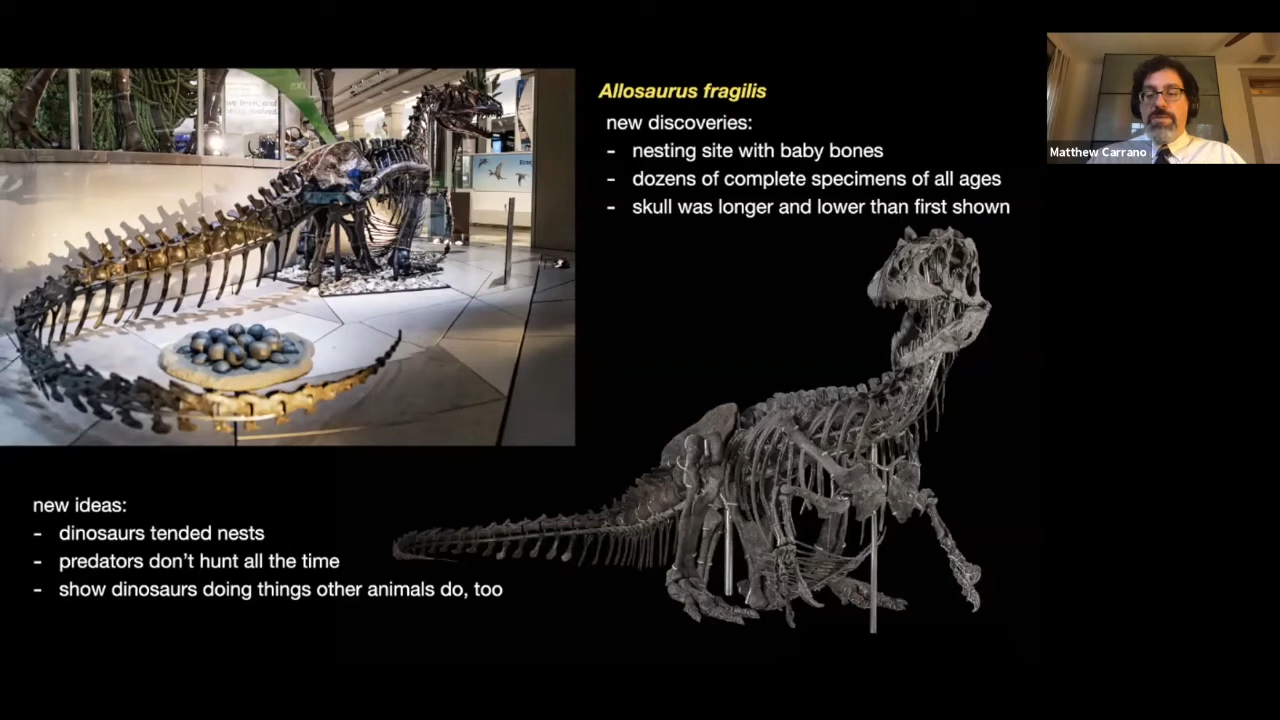 Allosaurus fragilis
new discoveries:
- nesting site with baby bones
- dozens of complete specimens of all ages
- skull was longer and lower than first shown
Matthew Carrano
new ideas:
- dinosaurs tended nests
- predators don't hunt all the time
- show dinosaurs doing things other animals do, too